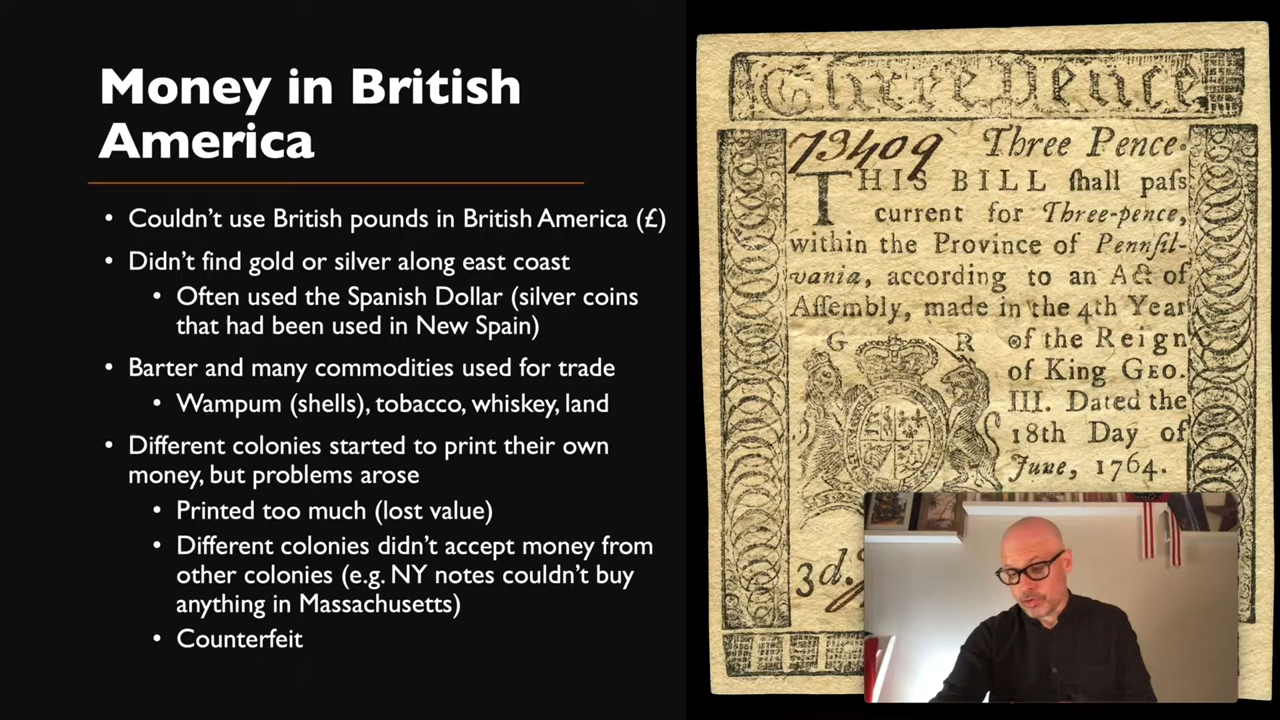 Money in British
America
• Couldn't use British pounds in British America (£)
• Didn't find gold or silver along east coast
• Often used the Spanish Dollar (silver coins
that had been used in New Spain)
• Barter and many commodities used for trade
• Wampum (shells), tobacco, whiskey, land
• Different colonies started to print their own
money, but problems arose
• Printed too much (lost value)
• Different colonies didn't accept money from
other colonies (e.g. NY notes couldn't buy
anything in Massachusetts)
• Counterfeit
Three Pence
73409 Three Pence.
THIS BILL ſhall paſs
current for Three-pence,
within the Province of Pennſil-
vania, according to an Act of
Aſſembly, made in the 4th Year
G R of the Reign
of King GEO.
III. Dated the
18th Day of
June, 1764.
3d.